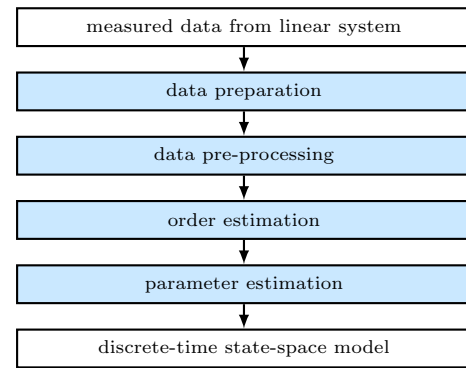 measured data from linear system
data preparation
data pre-processing
order estimation
parameter estimation
discrete-time state-space model